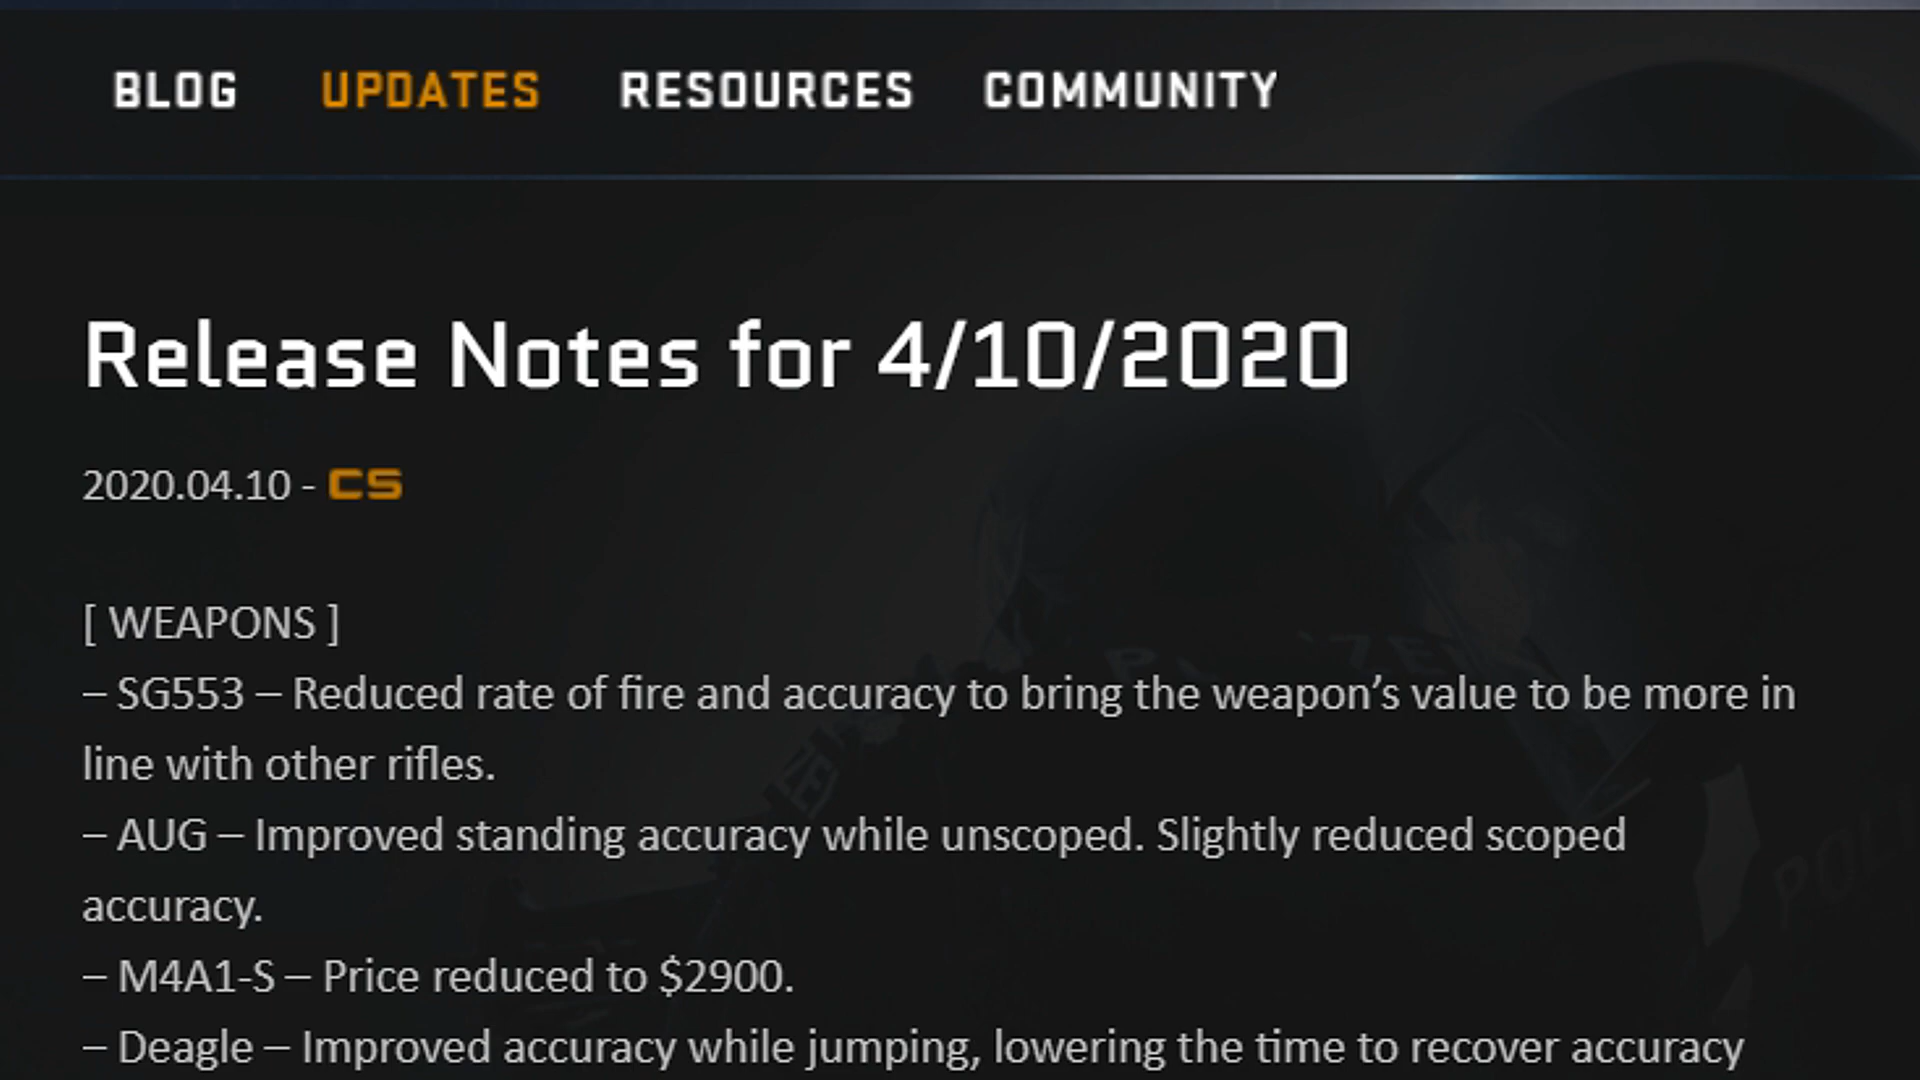 BLOG UPDATES RESOURCES COMMUNITY
Release Notes for 4/10/2020
2020.04.10 - CS
[ WEAPONS ]
– SG553 – Reduced rate of fire and accuracy to bring the weapon’s value to be more in
line with other rifles.
– AUG – Improved standing accuracy while unscoped. Slightly reduced scoped
accuracy.
– M4A1-S – Price reduced to $2900.
– Deagle – Improved accuracy while jumping, lowering the time to recover accuracy